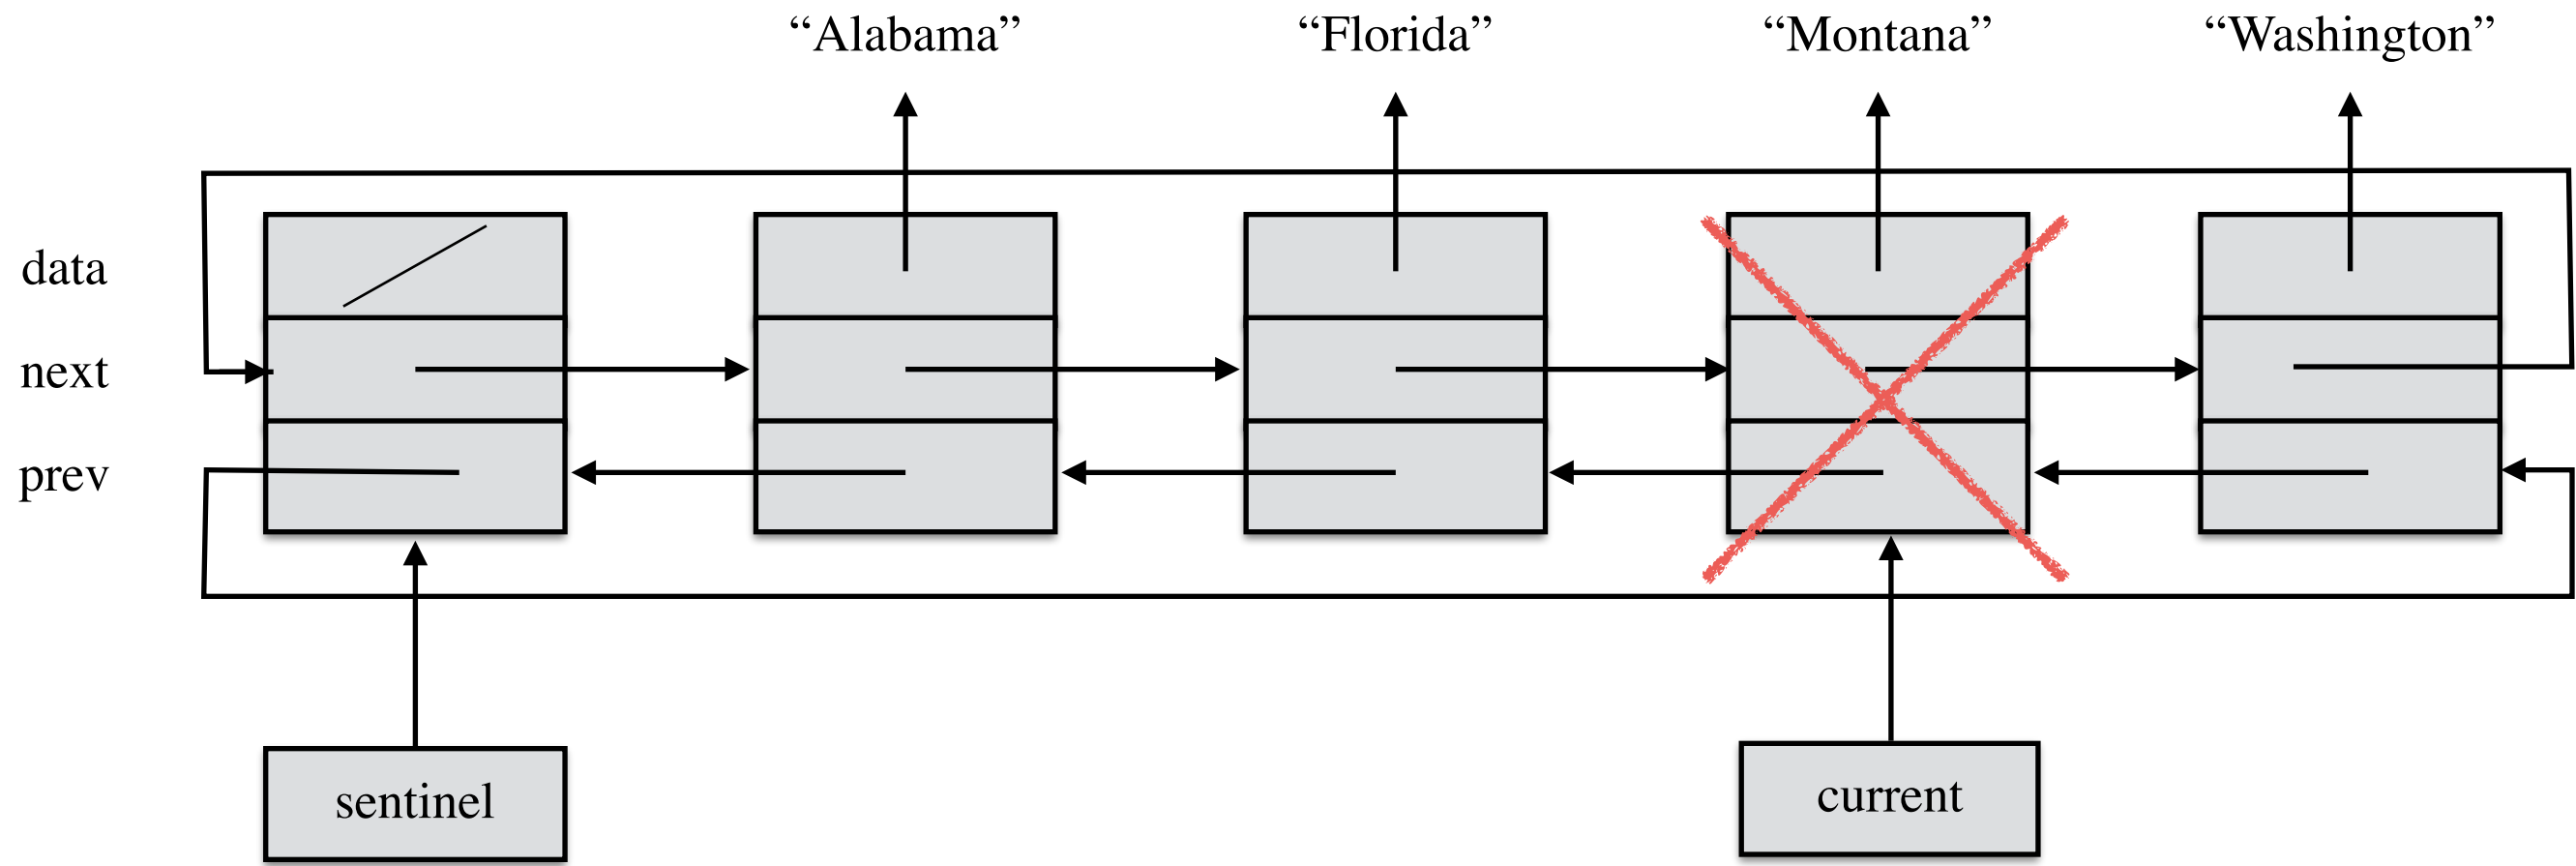 “Alabama”
“Florida”
“Montana”
“Washington”
data
next
prev
sentinel
current